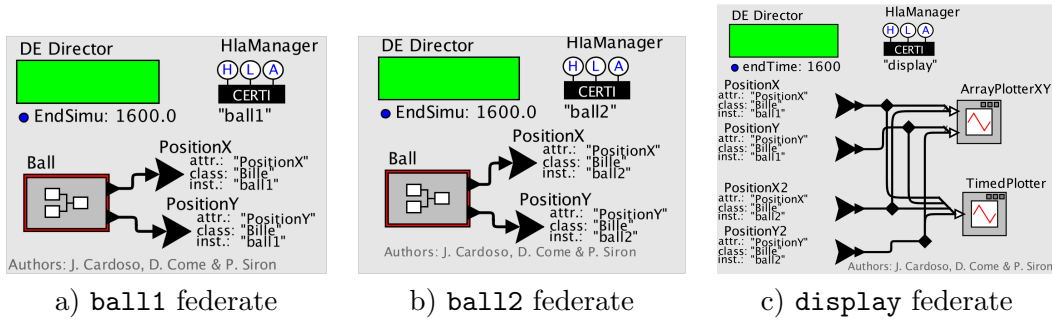 DE Director
HlaManager
H L A
CERTI
"ball1"
EndSimu: 1600.0
Ball
PositionX
attr.: "PositionX"
class: "Bille"
inst.: "ball1"
PositionY
attr.: "PositionY"
class: "Bille"
inst.: "ball1"
Authors: J. Cardoso, D. Come & P. Siron
a) ball1 federate
DE Director
HlaManager
H L A
CERTI
"ball2"
EndSimu: 1600.0
Ball
PositionX
attr.: "PositionX"
class: "Bille"
inst.: "ball2"
PositionY
attr.: "PositionY"
class: "Bille"
inst.: "ball2"
Authors: J. Cardoso, D. Come & P. Siron
b) ball2 federate
DE Director
HlaManager
H L A
CERTI
"display"
endTime: 1600
PositionX
attr.: "PositionX"
class: "Bille"
inst.: "ball1"
PositionY
attr.: "PositionY"
class: "Bille"
inst.: "ball1"
PositionX2
attr.: "PositionX"
class: "Bille"
inst.: "ball2"
PositionY2
attr.: "PositionY"
class: "Bille"
inst.: "ball2"
ArrayPlotterXY
TimedPlotter
Authors: J. Cardoso, D. Come & P. Siron
c) display federate